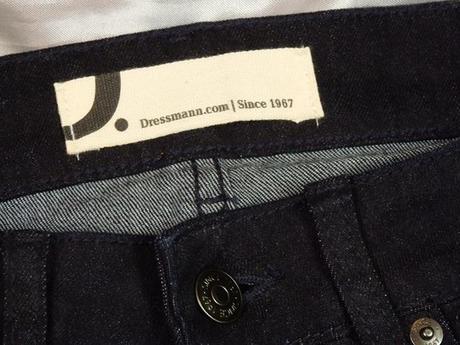 D.
Dressmann.com | Since 1967